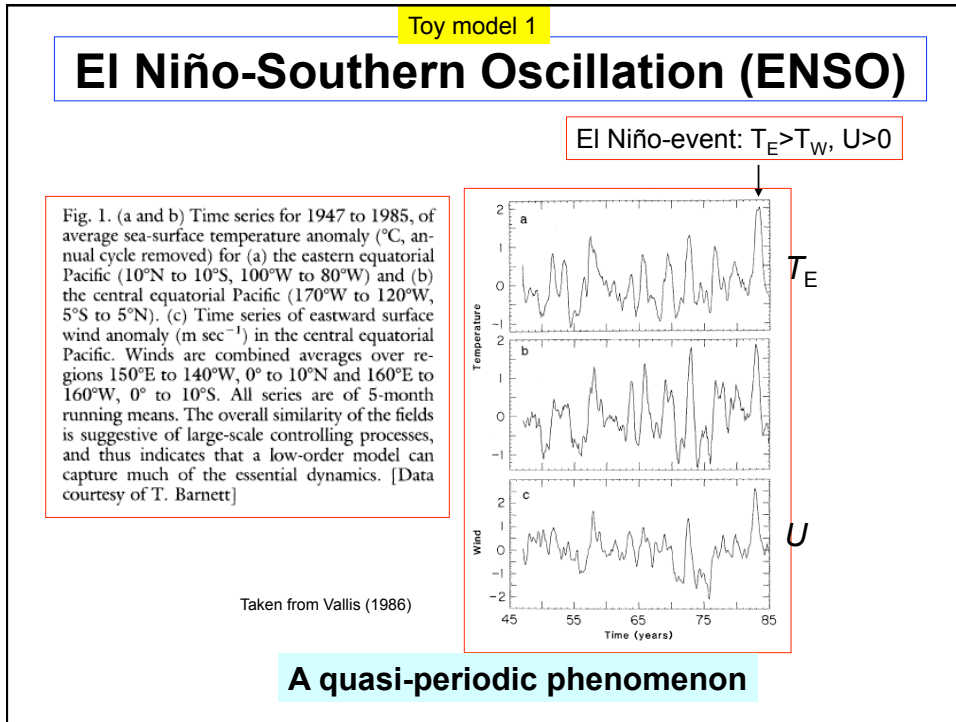 Toy model 1
El Niño-Southern Oscillation (ENSO)
El Niño-event: T_E>T_W, U>0
Fig. 1. (a and b) Time series for 1947 to 1985, of
average sea-surface temperature anomaly (°C, an-
nual cycle removed) for (a) the eastern equatorial
Pacific (10°N to 10°S, 100°W to 80°W) and (b)
the central equatorial Pacific (170°W to 120°W,
5°S to 5°N). (c) Time series of eastward surface
wind anomaly (m sec⁻¹) in the central equatorial
Pacific. Winds are combined averages over re-
gions 150°E to 140°W, 0° to 10°N and 160°E to
160°W, 0° to 10°S. All series are of 5-month
running means. The overall similarity of the fields
is suggestive of large-scale controlling processes,
and thus indicates that a low-order model can
capture much of the essential dynamics. [Data
courtesy of T. Barnett]
Taken from Vallis (1986)
a
2
1
0
-1
T_E
Temperature
b
2
1
0
-1
c
2
1
0
-1
-2
Wind
U
45 55 65 75 85
Time (years)
A quasi-periodic phenomenon